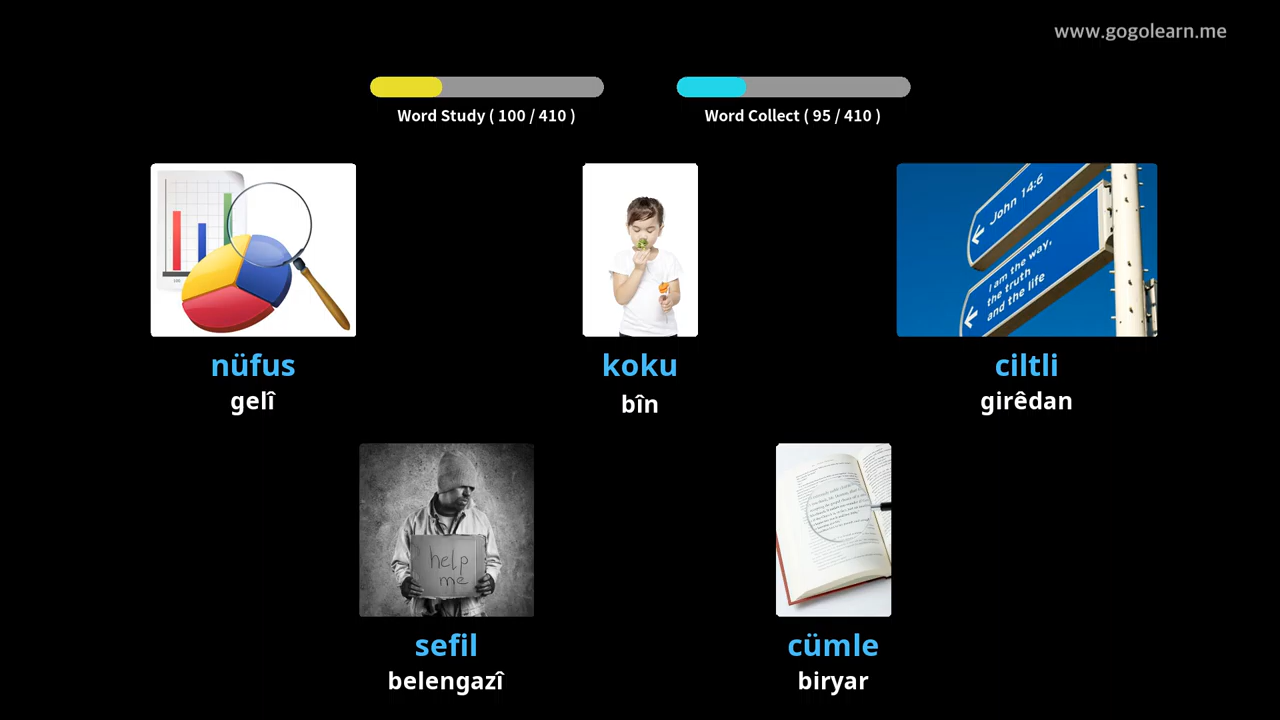 www.gogolearn.me
Word Study ( 100 / 410 )
Word Collect ( 95 / 410 )
John 14:6
I am the way,
the truth
and the life
nüfus
gelî
koku
bîn
ciltli
girêdan
help
me
sefil
belengazî
cümle
biryar